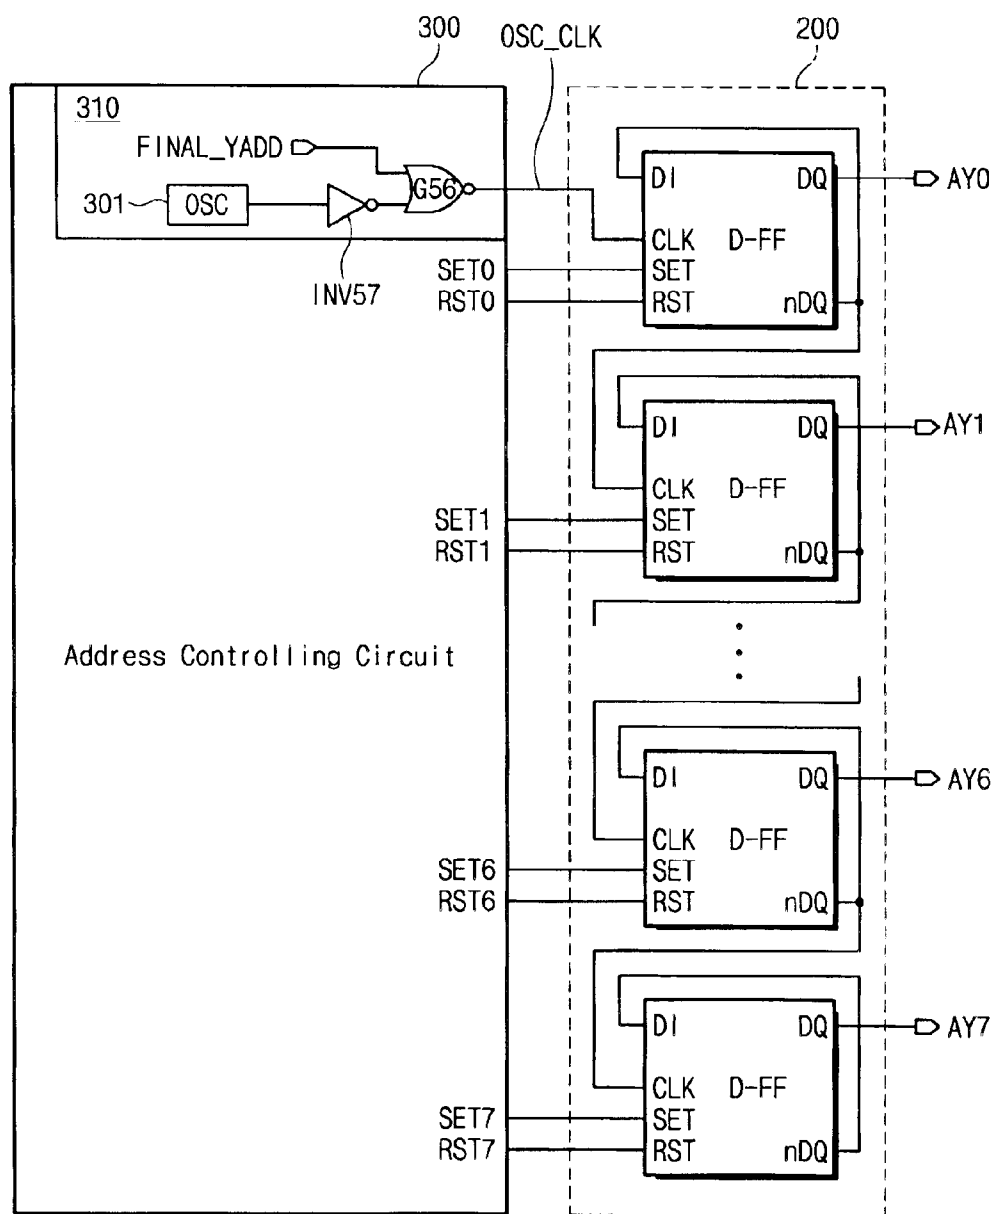 300
OSC_CLK
200
310
FINAL_YADD
G56
301
OSC
INV57
DI
DQ
AY0
CLK
D-FF
SET0
SET
RST0
RST
nDQ
DI
DQ
AY1
CLK
D-FF
SET1
SET
RST1
RST
nDQ
Address Controlling Circuit
DI
DQ
AY6
CLK
D-FF
SET6
SET
RST6
RST
nDQ
DI
DQ
AY7
CLK
D-FF
SET7
SET
RST7
RST
nDQ